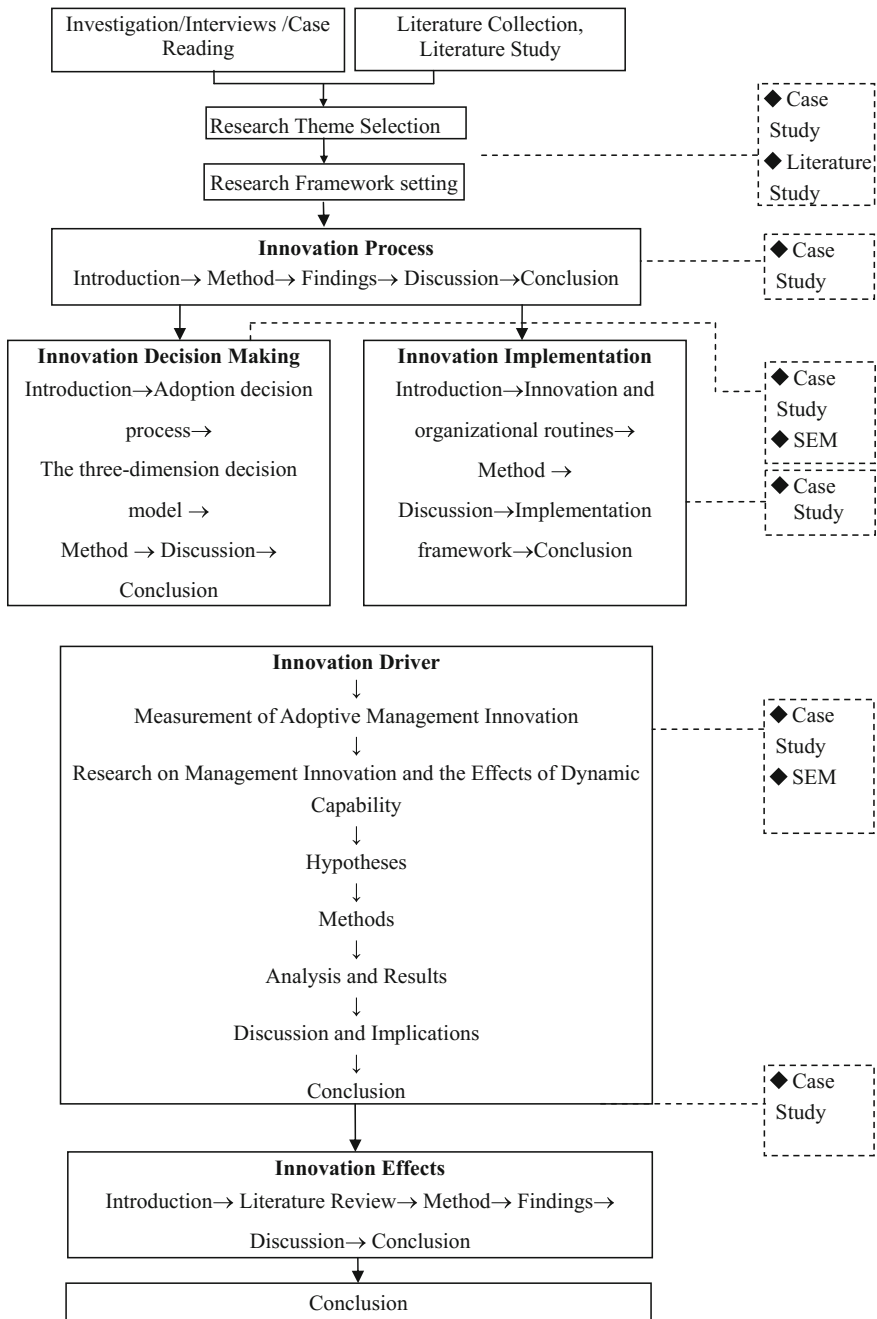 Investigation/Interviews /Case
Reading
Literature Collection,
Literature Study
Research Theme Selection
Research Framework setting
◆ Case
Study
◆ Literature
Study
Innovation Process
Introduction→ Method→ Findings→ Discussion→Conclusion
◆ Case
Study
Innovation Decision Making
Introduction→Adoption decision
process→
The three-dimension decision
model →
Method → Discussion→
Conclusion
Innovation Implementation
Introduction→Innovation and
organizational routines→
Method →
Discussion→Implementation
framework→Conclusion
◆ Case
Study
◆ SEM
◆ Case
Study
Innovation Driver
↓
Measurement of Adoptive Management Innovation
↓
Research on Management Innovation and the Effects of Dynamic
Capability
↓
Hypotheses
↓
Methods
↓
Analysis and Results
↓
Discussion and Implications
↓
Conclusion
◆ Case
Study
◆ SEM
◆ Case
Study
Innovation Effects
Introduction→ Literature Review→ Method→ Findings→
Discussion→ Conclusion
Conclusion